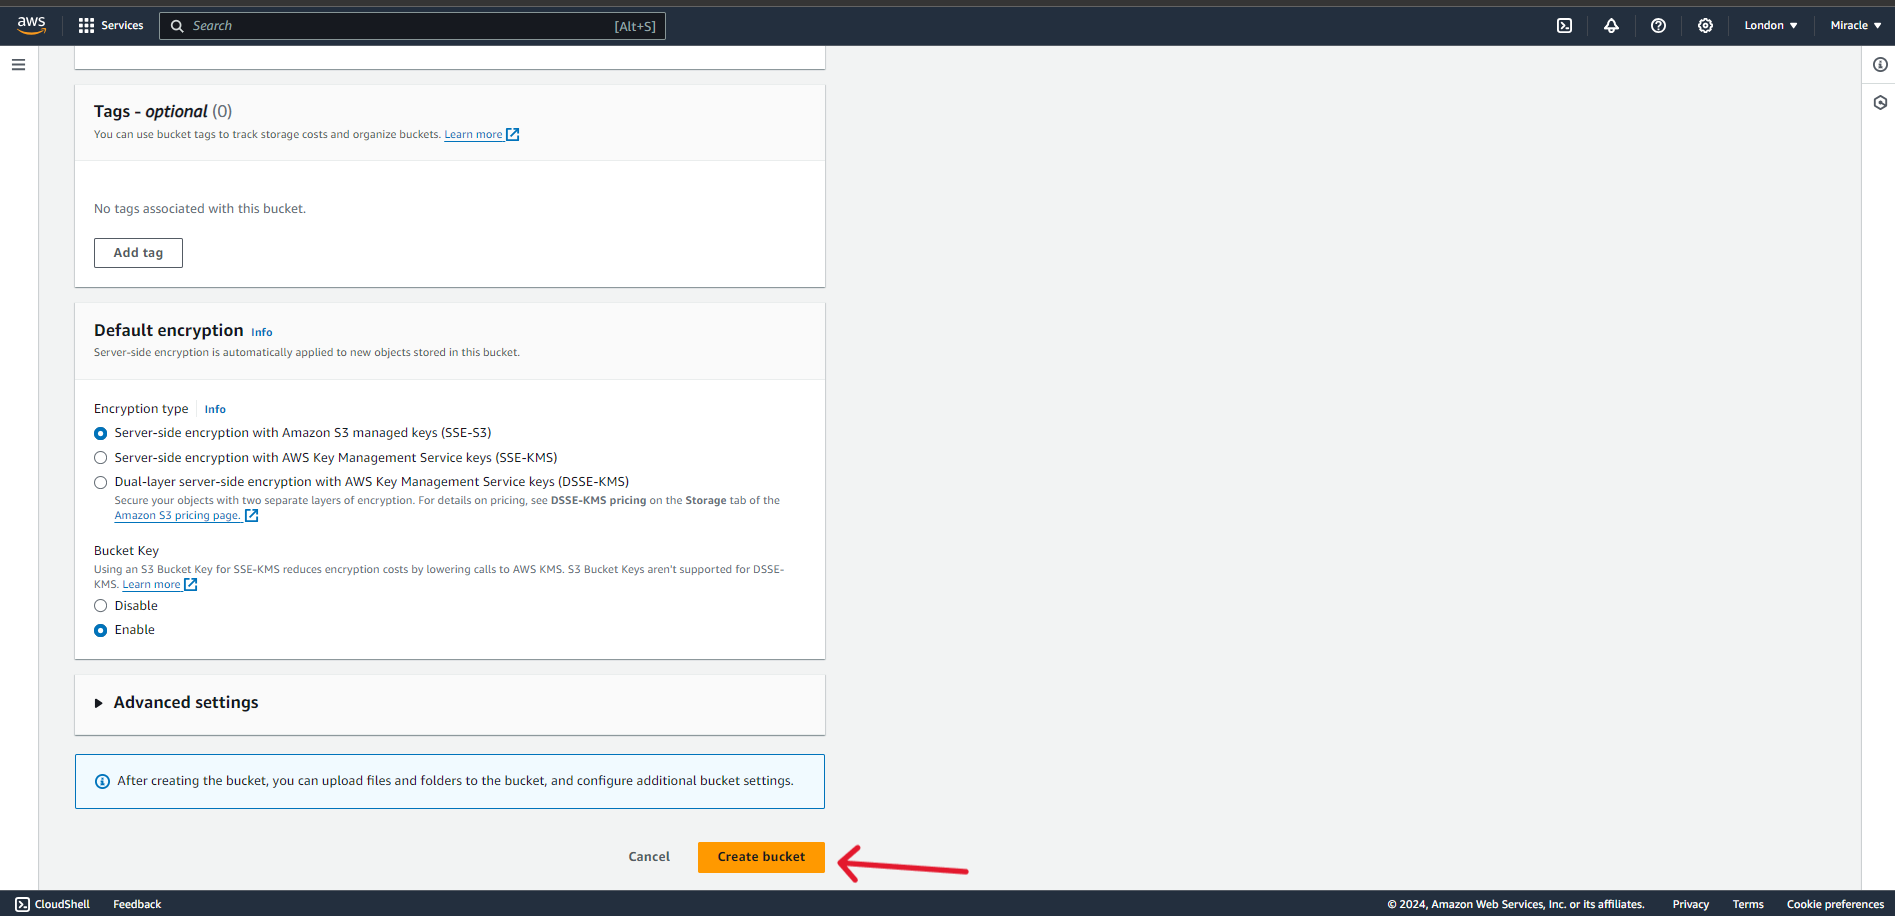 aws
Services
Search
[Alt+S]
London
Miracle
Tags - optional (0)
You can use bucket tags to track storage costs and organize buckets. Learn more
No tags associated with this bucket.
Add tag
Default encryption Info
Server-side encryption is automatically applied to new objects stored in this bucket.
Encryption type Info
Server-side encryption with Amazon S3 managed keys (SSE-S3)
Server-side encryption with AWS Key Management Service keys (SSE-KMS)
Dual-layer server-side encryption with AWS Key Management Service keys (DSSE-KMS)
Secure your objects with two separate layers of encryption. For details on pricing, see DSSE-KMS pricing on the Storage tab of the
Amazon S3 pricing page.
Bucket Key
Using an S3 Bucket Key for SSE-KMS reduces encryption costs by lowering calls to AWS KMS. S3 Bucket Keys aren't supported for DSSE-
KMS. Learn more
Disable
Enable
Advanced settings
After creating the bucket, you can upload files and folders to the bucket, and configure additional bucket settings.
Cancel
Create bucket
CloudShell
Feedback
© 2024, Amazon Web Services, Inc. or its affiliates.
Privacy
Terms
Cookie preferences